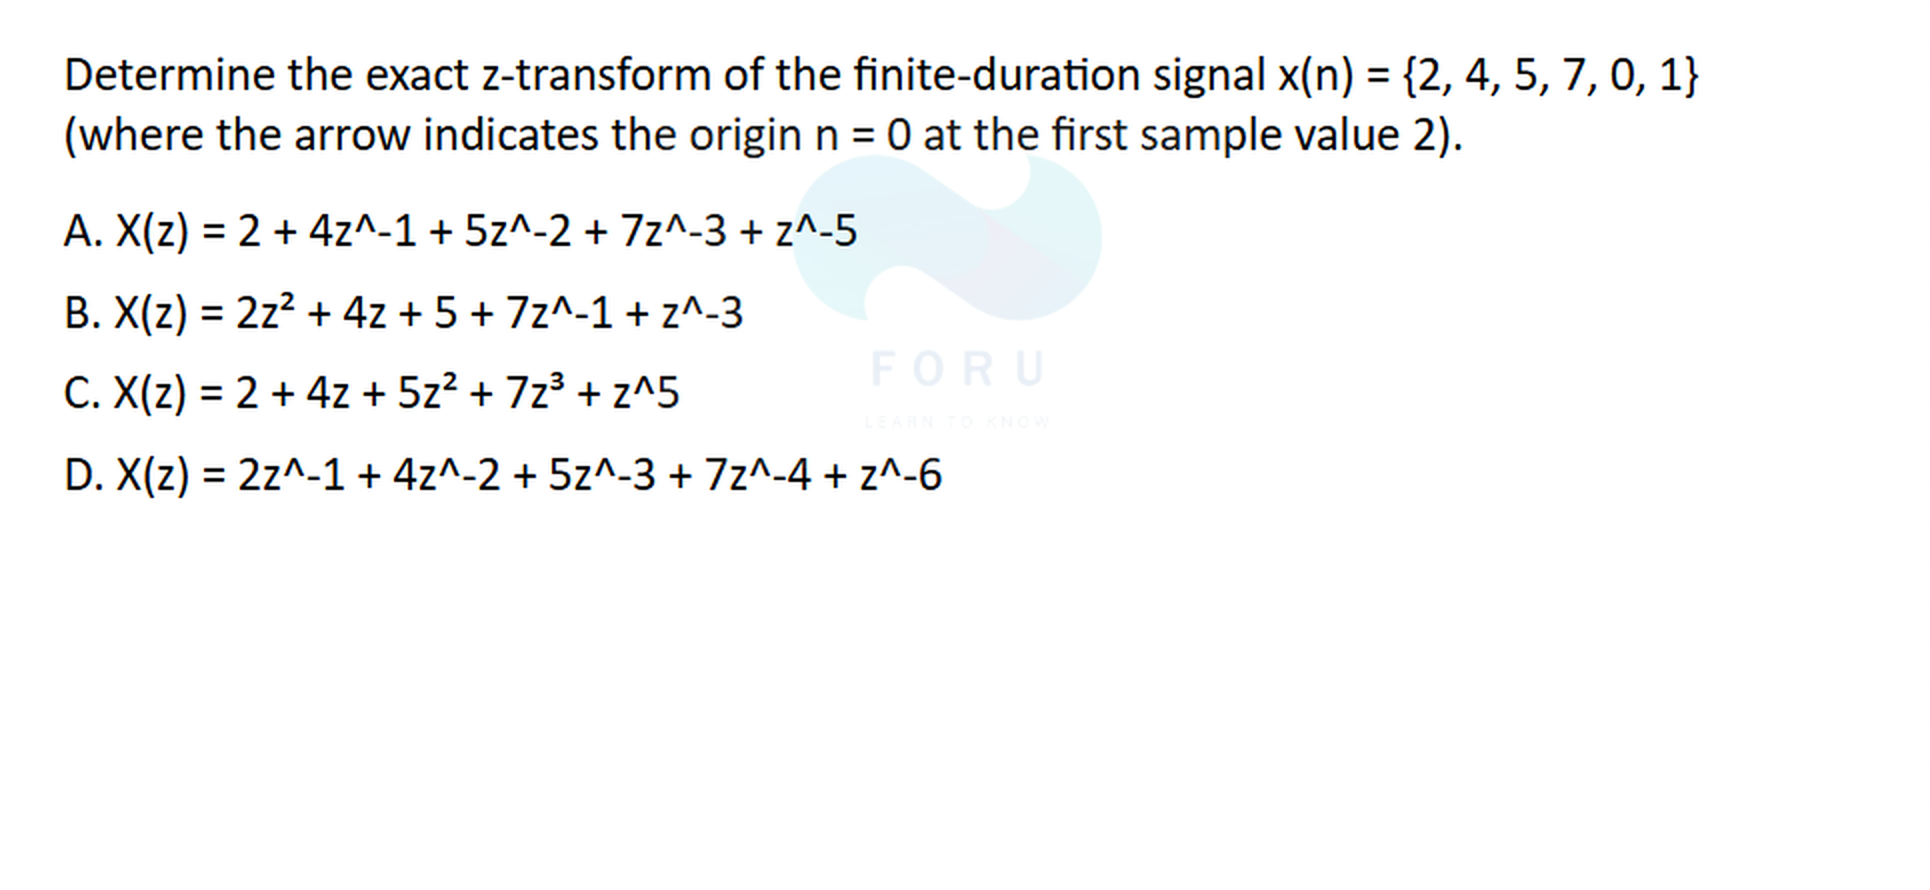 Determine the exact z-transform of the finite-duration signal x(n) = {2, 4, 5, 7, 0, 1}
(where the arrow indicates the origin n = 0 at the first sample value 2).
A. X(z) = 2 + 4z^-1 + 5z^-2 + 7z^-3 + z^-5
B. X(z) = 2z² + 4z + 5 + 7z^-1 + z^-3
C. X(z) = 2 + 4z + 5z² + 7z³ + z^5
D. X(z) = 2z^-1 + 4z^-2 + 5z^-3 + 7z^-4 + z^-6
FORU
LEARN TO KNOW